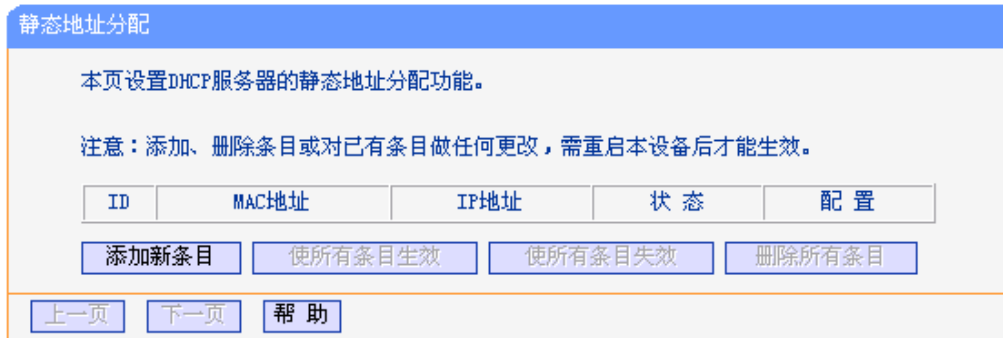 静态地址分配
本页设置DHCP服务器的静态地址分配功能。
注意：添加、删除条目或对已有条目做任何更改，需重启本设备后才能生效。
ID MAC地址 IP地址 状 态 配 置
添加新条目 使所有条目生效 使所有条目失效 删除所有条目
上一页 下一页 帮 助